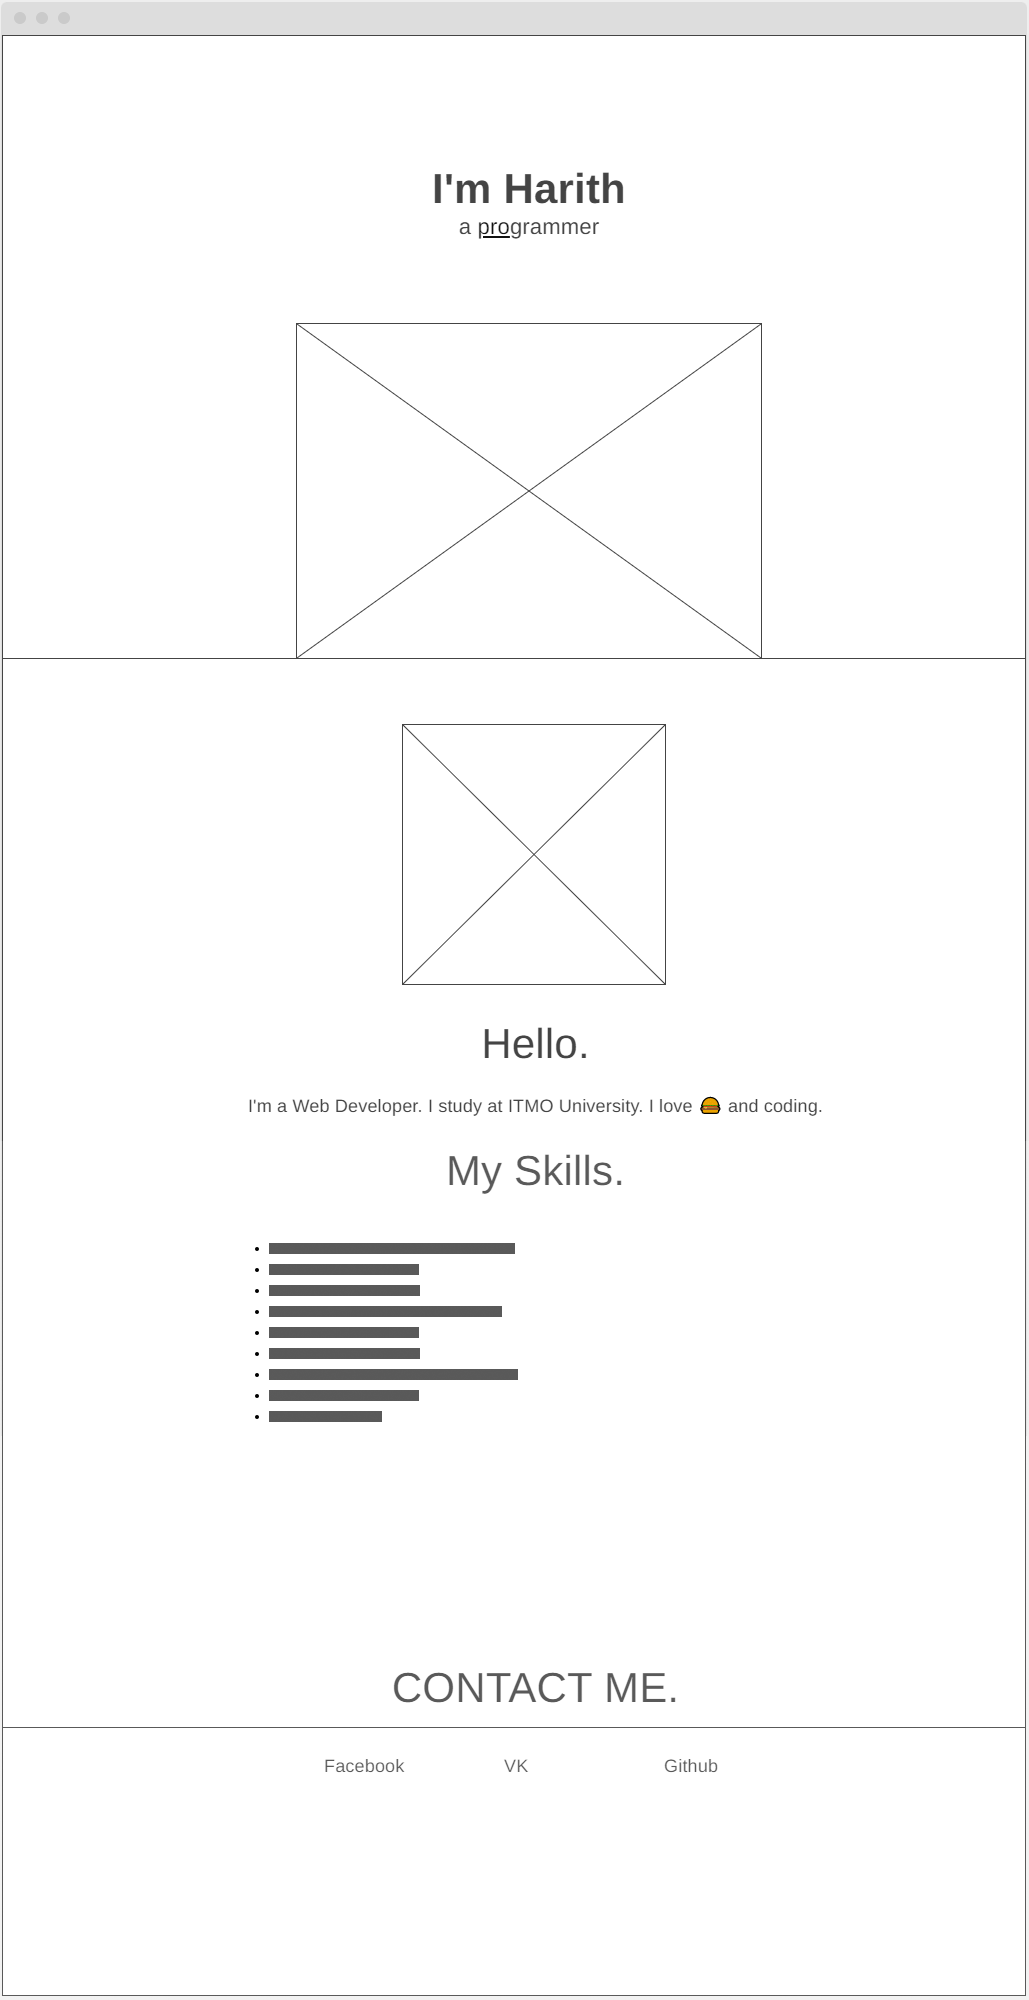 I'm Harith
a programmer
Hello.
I'm a Web Developer. I study at ITMO University. I love 🍔 and coding.
My Skills.
CONTACT ME.
Facebook VK Github